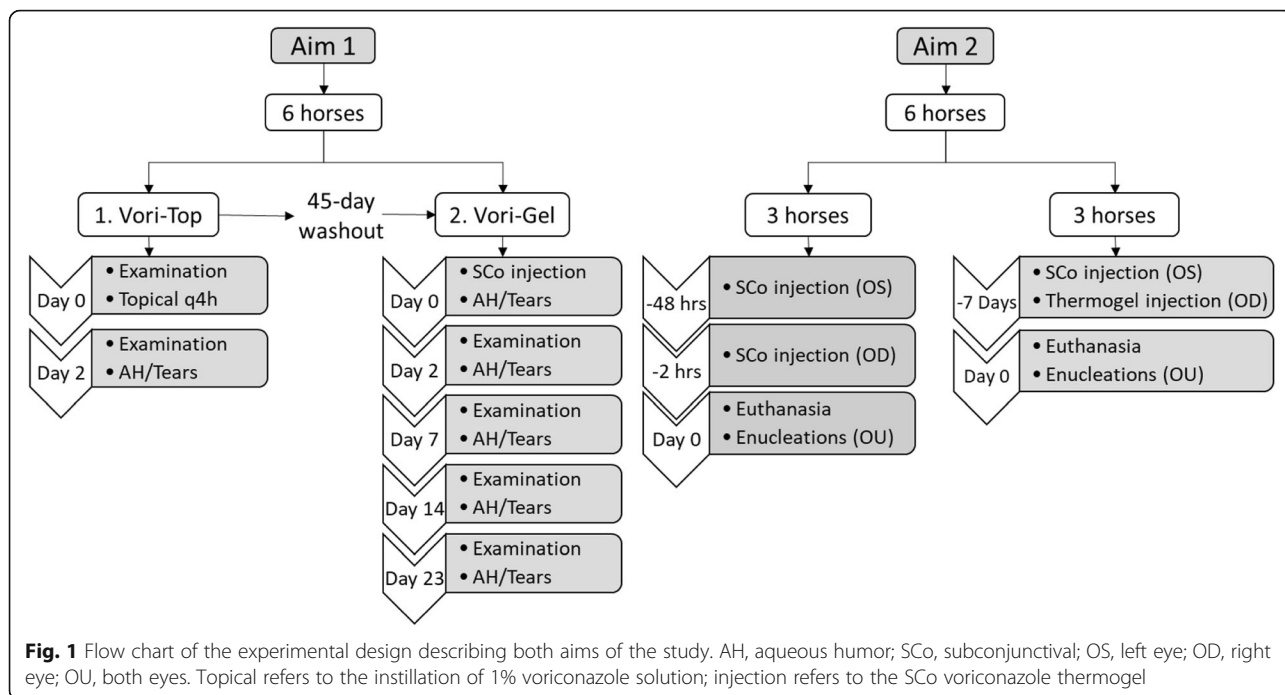 Aim 1
6 horses
1. Vori-Top
45-day
washout
2. Vori-Gel
Day 0
• Examination
• Topical q4h
Day 2
• Examination
• AH/Tears
Day 0
• SCo injection
• AH/Tears
Day 2
• Examination
• AH/Tears
Day 7
• Examination
• AH/Tears
Day 14
• Examination
• AH/Tears
Day 23
• Examination
• AH/Tears
Aim 2
6 horses
3 horses
-48 hrs
• SCo injection (OS)
-2 hrs
• SCo injection (OD)
Day 0
• Euthanasia
• Enucleations (OU)
3 horses
-7 Days
• SCo injection (OS)
• Thermogel injection (OD)
Day 0
• Euthanasia
• Enucleations (OU)
Fig. 1 Flow chart of the experimental design describing both aims of the study. AH, aqueous humor; SCo, subconjunctival; OS, left eye; OD, right
eye; OU, both eyes. Topical refers to the instillation of 1% voriconazole solution; injection refers to the SCo voriconazole thermogel